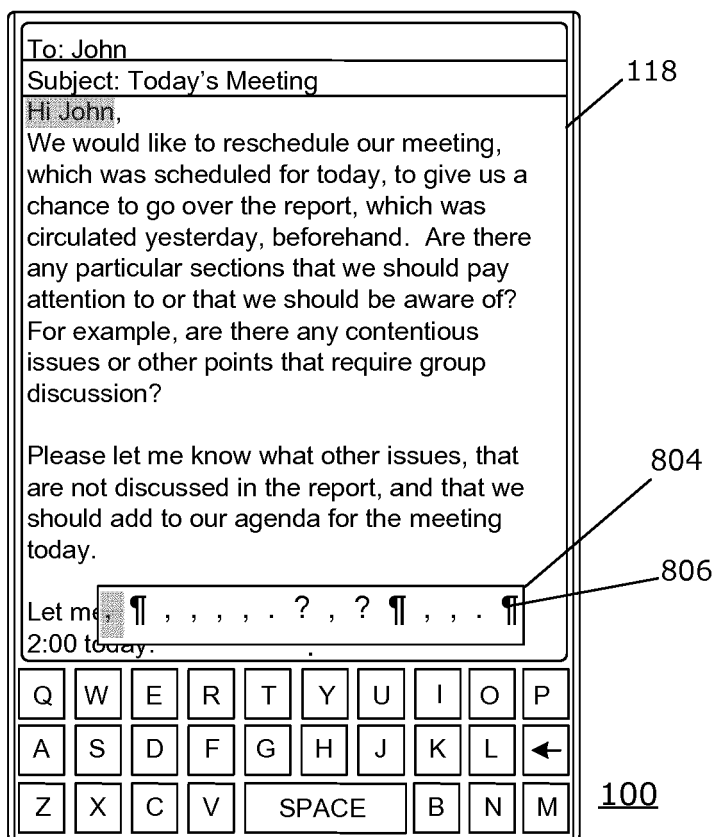 To: John
Subject: Today's Meeting
118
Hi John,
We would like to reschedule our meeting,
which was scheduled for today, to give us a
chance to go over the report, which was
circulated yesterday, beforehand. Are there
any particular sections that we should pay
attention to or that we should be aware of?
For example, are there any contentious
issues or other points that require group
discussion?
Please let me know what other issues, that
are not discussed in the report, and that we
should add to our agenda for the meeting
today.
804
806
Let me
, ¶ , , , , . ? , ? ¶ , , . ¶
2:00 today.
Q W E R T Y U I O P
A S D F G H J K L ←
Z X C V SPACE B N M
100